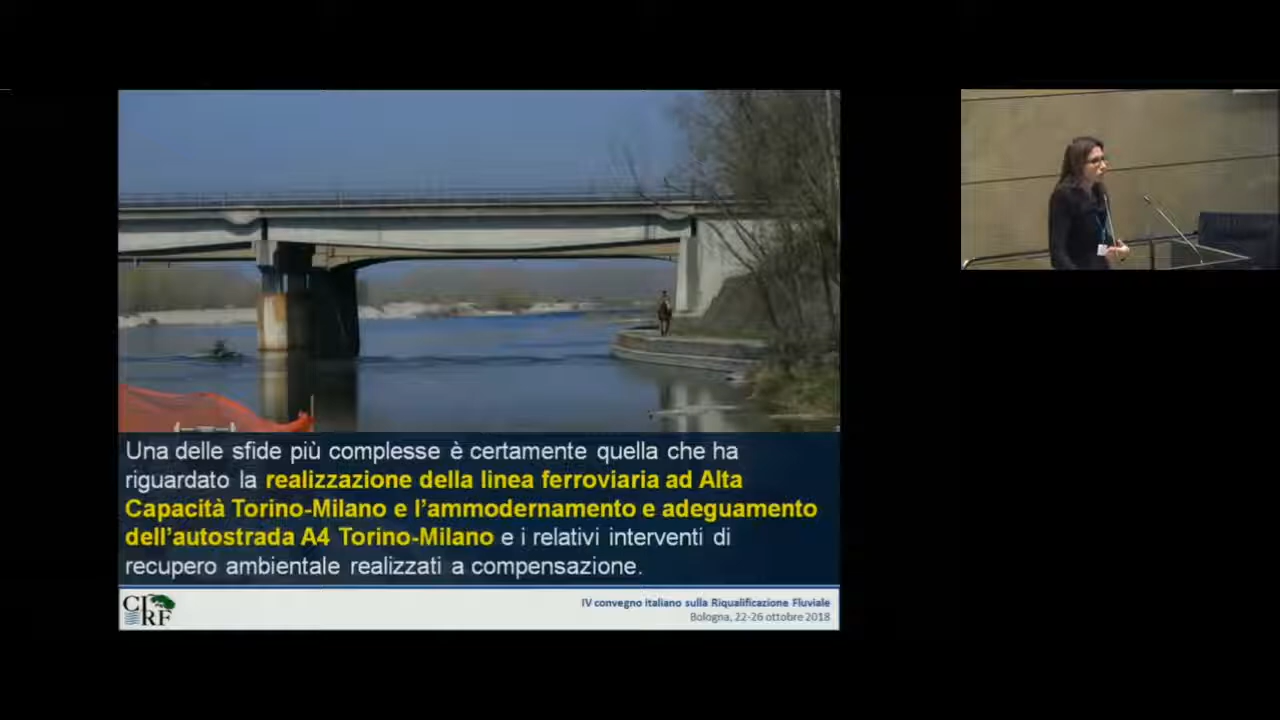 Una delle sfide più complesse è certamente quella che ha
riguardato la realizzazione della linea ferroviaria ad Alta
Capacità Torino-Milano e l'ammodernamento e adeguamento
dell'autostrada A4 Torino-Milano e i relativi interventi di
recupero ambientale realizzati a compensazione.
CIRF
IV convegno italiano sulla Riqualificazione Fluviale
Bologna, 22-26 ottobre 2018